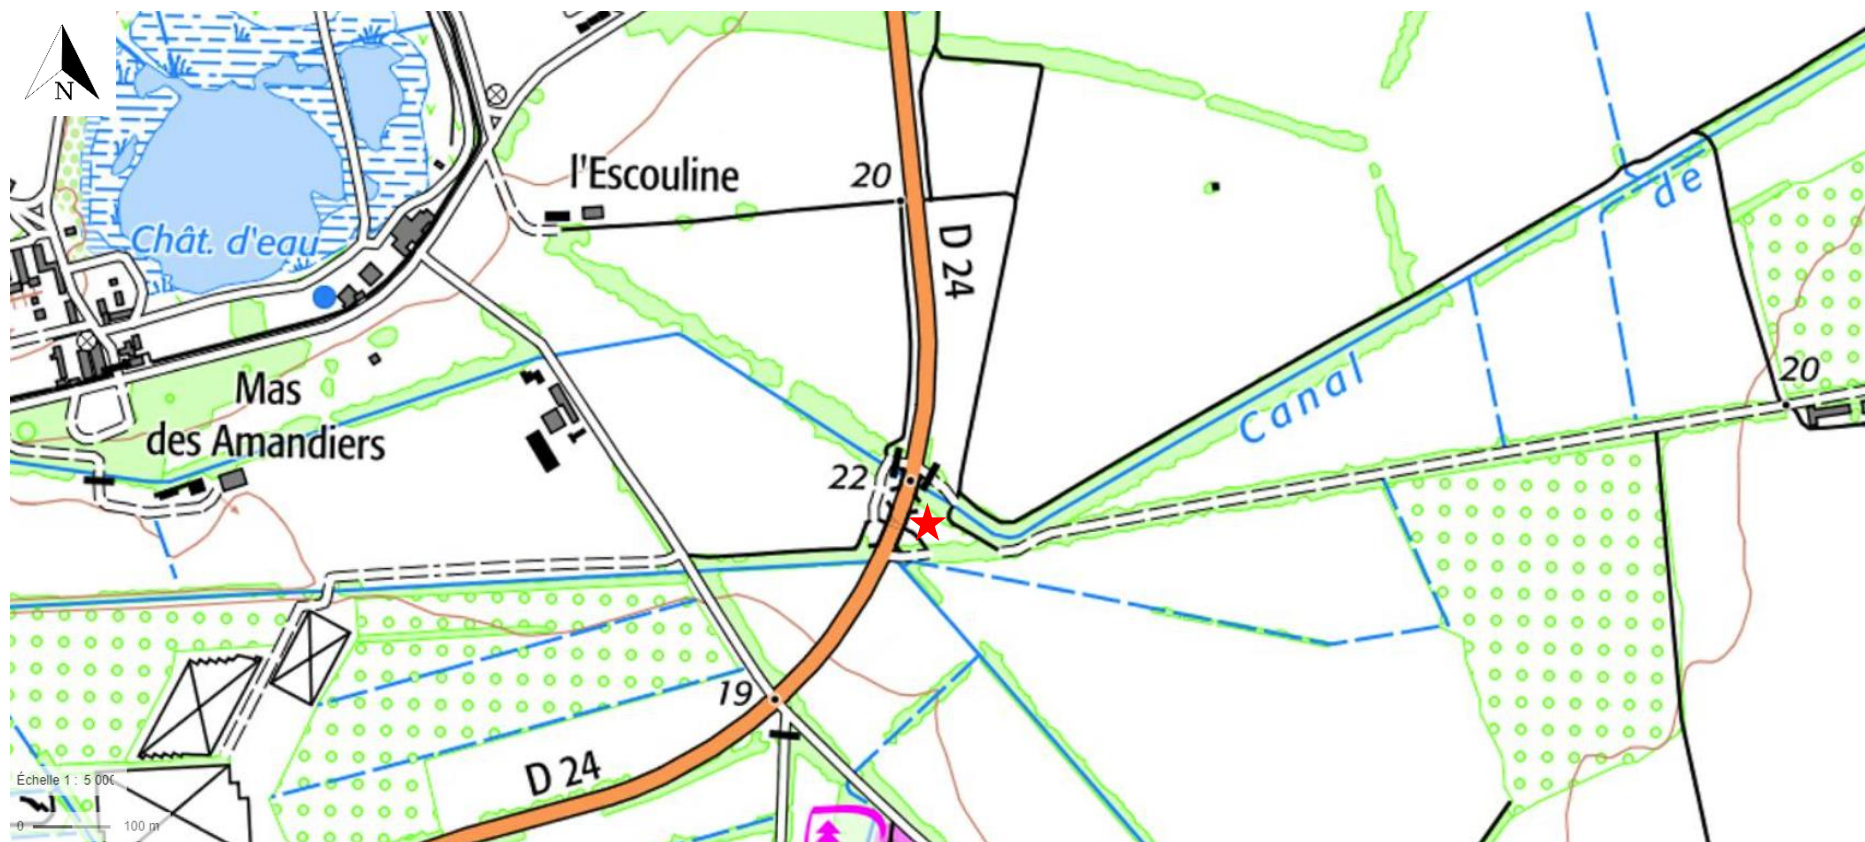 N
l'Escouline
20
de
Chât. d'eau
D 24
20
Canal
Mas
des Amandiers
22
19
D 24
Échelle 1 : 5 000
0
100 m